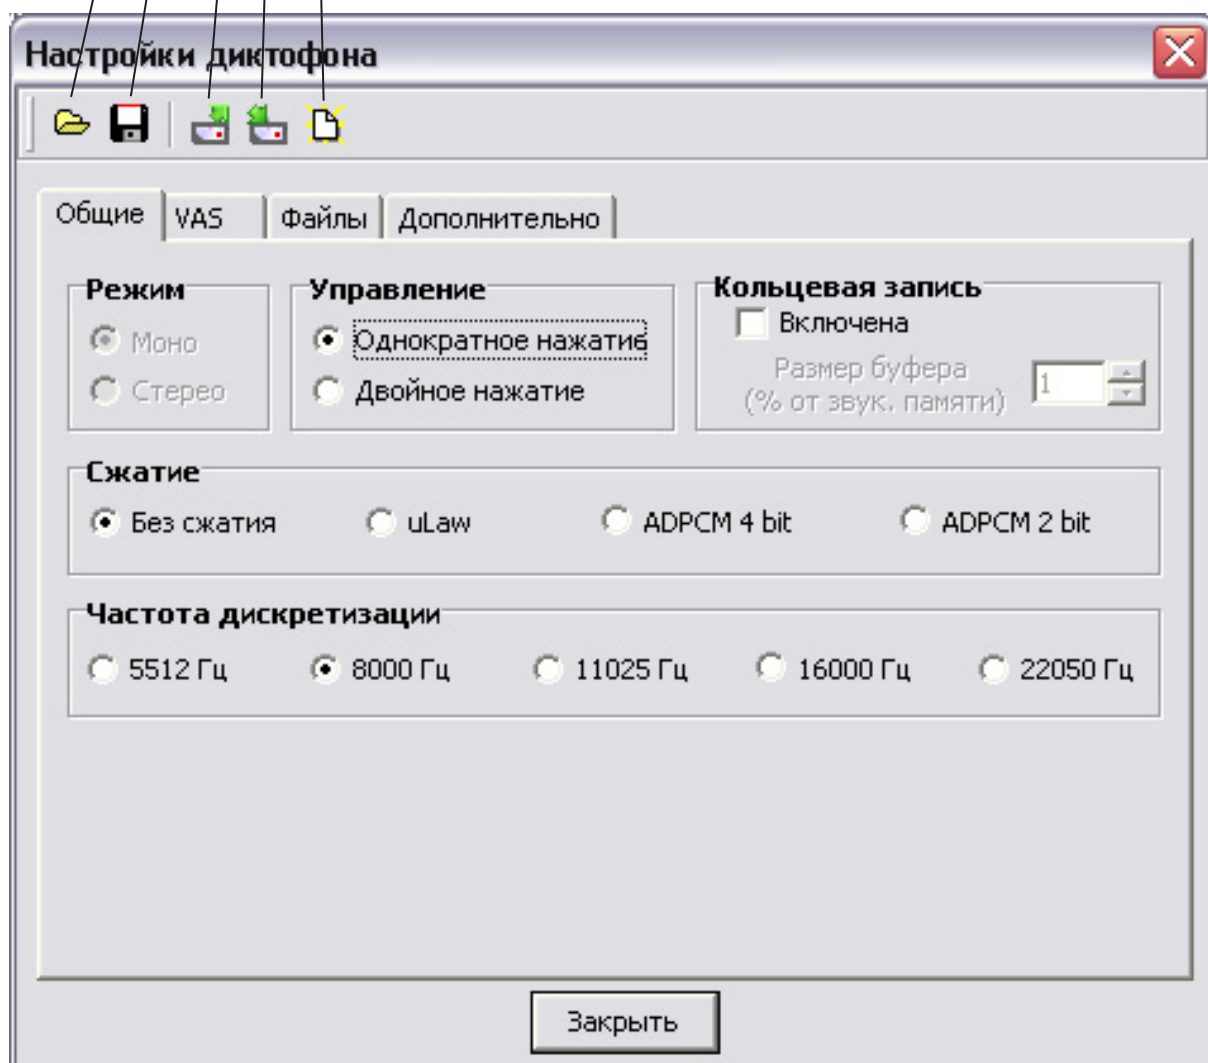 Настройки диктофона
Общие VAS Файлы Дополнительно
Режим Управление Кольцевая запись
Моно Однократное нажатие Включена
Стерео Двойное нажатие Размер буфера
(% от звук. памяти) 1
Сжатие
Без сжатия uLaw ADPCM 4 bit ADPCM 2 bit
Частота дискретизации
5512 Гц 8000 Гц 11025 Гц 16000 Гц 22050 Гц
Закрыть